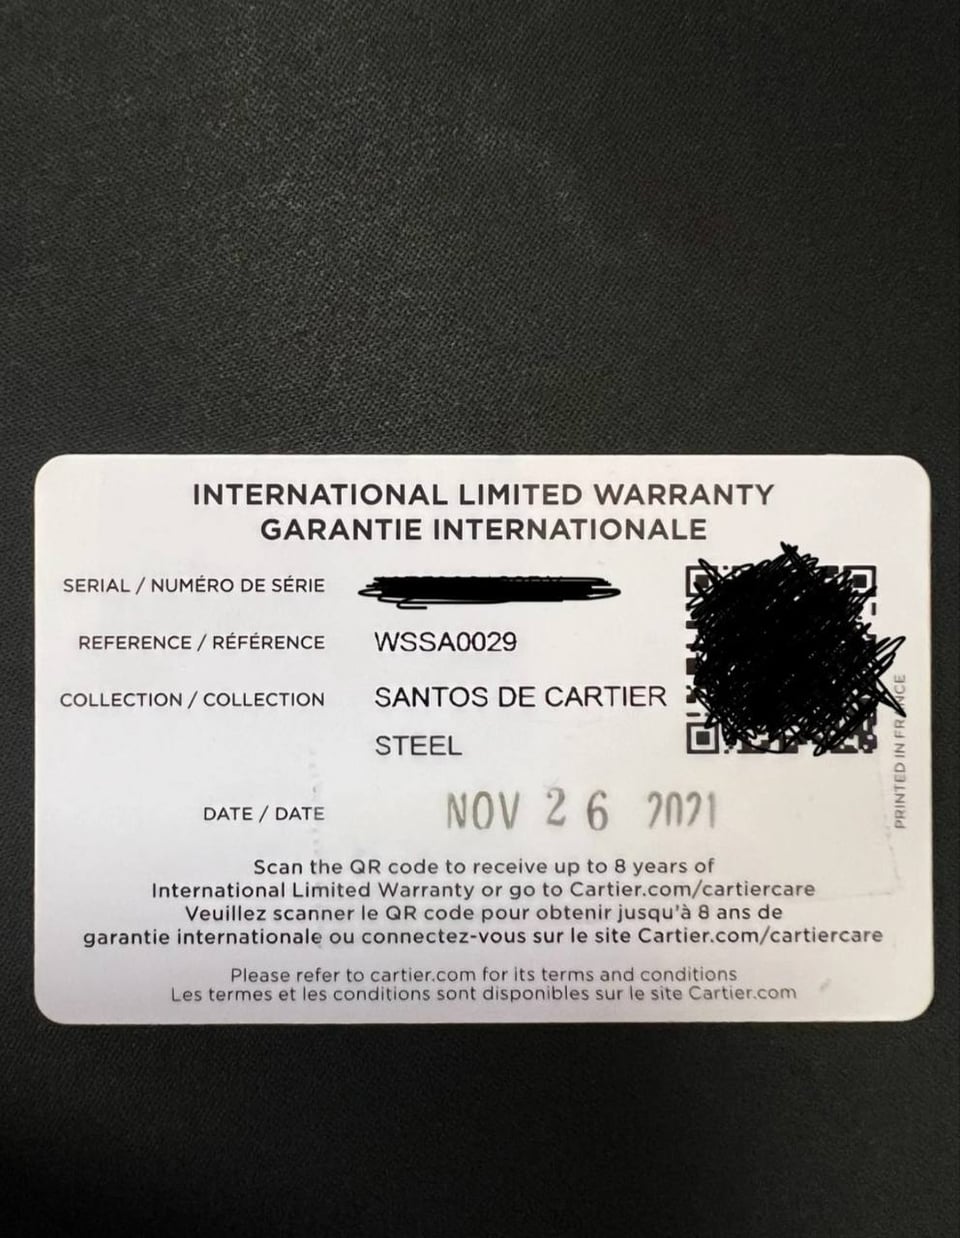 INTERNATIONAL LIMITED WARRANTY
GARANTIE INTERNATIONALE
SERIAL / NUMÉRO DE SÉRIE
REFERENCE / RÉFÉRENCE WSSA0029
COLLECTION / COLLECTION SANTOS DE CARTIER
STEEL
DATE / DATE NOV 26 2021
Scan the QR code to receive up to 8 years of
International Limited Warranty or go to Cartier.com/cartiercare
Veuillez scanner le QR code pour obtenir jusqu'à 8 ans de
garantie internationale ou connectez-vous sur le site Cartier.com/cartiercare
Please refer to cartier.com for its terms and conditions
Les termes et les conditions sont disponibles sur le site Cartier.com
PRINTED IN FRANCE